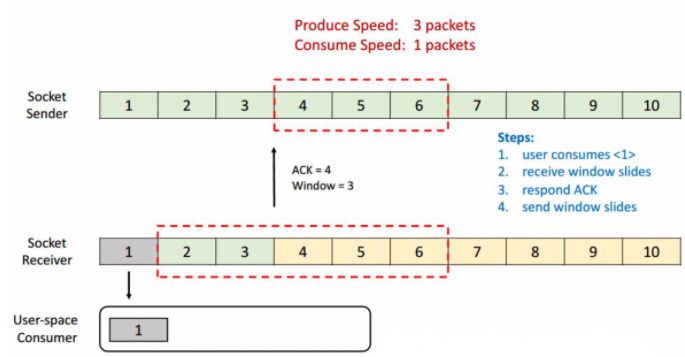 Produce Speed: 3 packets
Consume Speed: 1 packets
Socket
Sender
1 2 3 4 5 6 7 8 9 10
Steps:
1. user consumes <1>
2. receive window slides
3. respond ACK
4. send window slides
ACK = 4
Window = 3
Socket
Receiver
1 2 3 4 5 6 7 8 9 10
User-space
Consumer
1